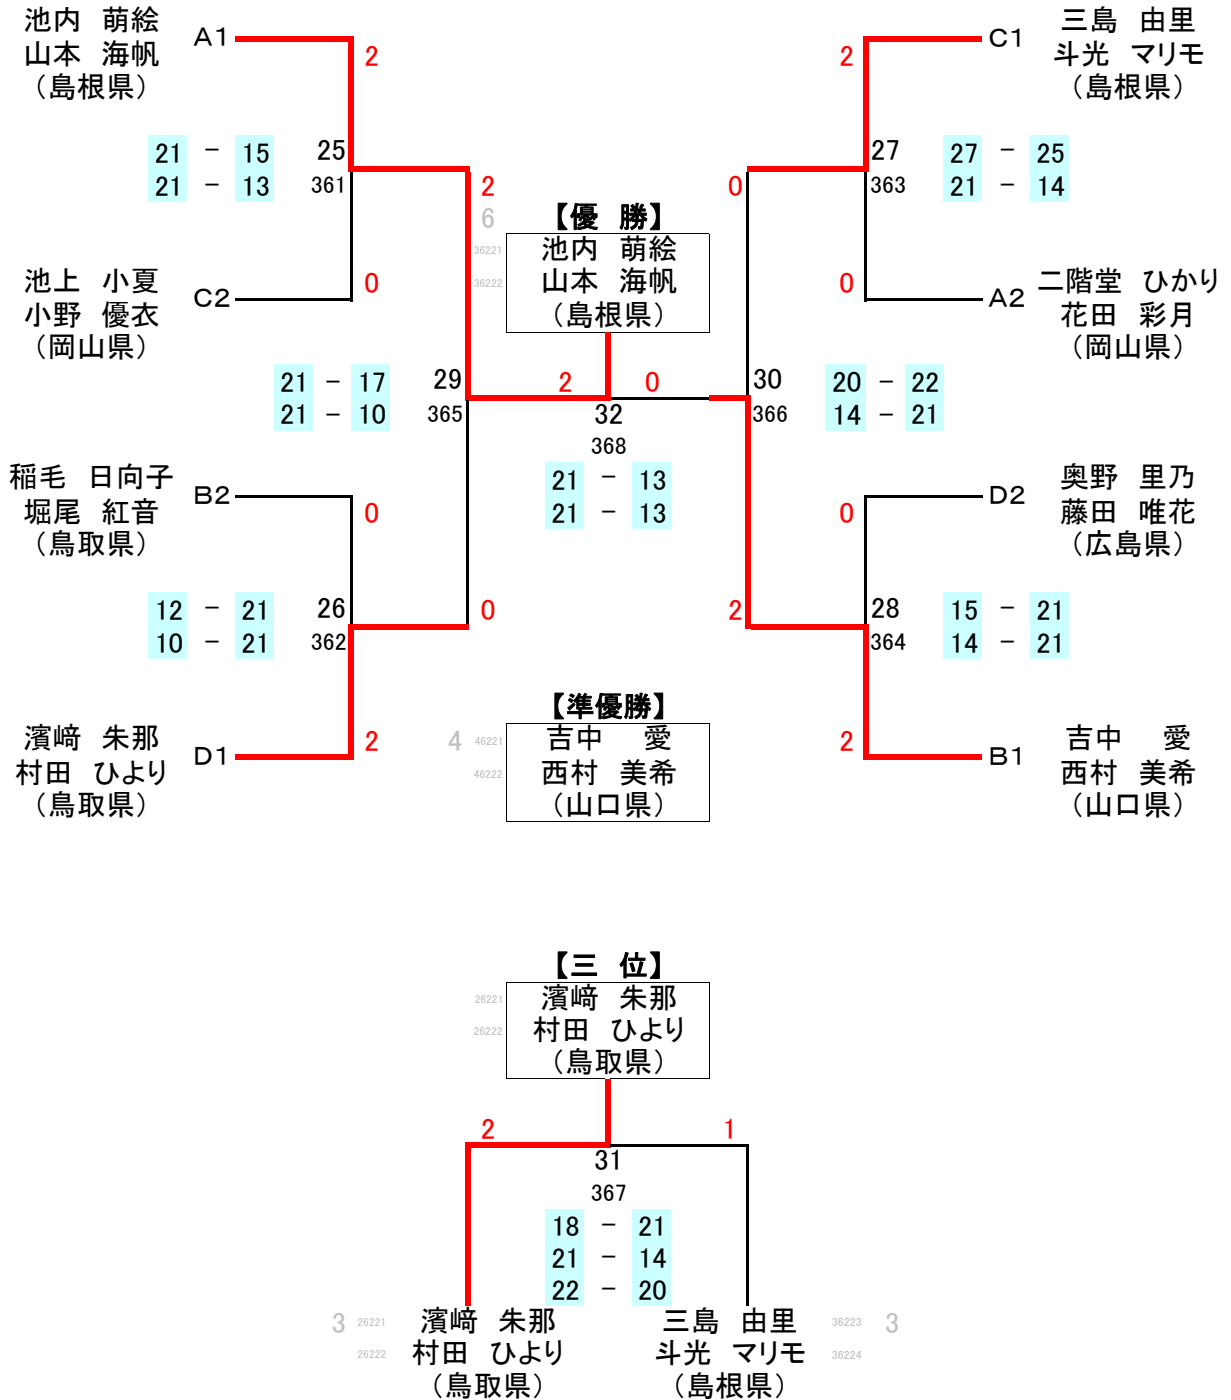 池内 萌絵
山本 海帆
（島根県）
A1
2
21 － 15
21 － 13
25
361
池上 小夏
小野 優衣
（岡山県）
C2
0
2
6
36221
36222
【優 勝】
池内 萌絵
山本 海帆
（島根県）
三島 由里
斗光 マリモ
（島根県）
C1
2
27 － 25
21 － 14
27
363
0
二階堂 ひかり
花田 彩月
（岡山県）
A2
0
21 － 17
21 － 10
29
365
2
0
32
368
21 － 13
21 － 13
30
366
20 － 22
14 － 21
稲毛 日向子
堀尾 紅音
（鳥取県）
B2
0
12 － 21
10 － 21
26
362
0
濱﨑 朱那
村田 ひより
（鳥取県）
D1
2
奥野 里乃
藤田 唯花
（広島県）
D2
0
15 － 21
14 － 21
28
364
2
吉中 愛
西村 美希
（山口県）
B1
2
【準優勝】
4
46221
46222
吉中 愛
西村 美希
（山口県）
【三 位】
26221
26222
濱﨑 朱那
村田 ひより
（鳥取県）
2
1
31
367
18 － 21
21 － 14
22 － 20
3
26221
26222
濱﨑 朱那
村田 ひより
（鳥取県）
三島 由里
斗光 マリモ
（島根県）
36223
36224
3